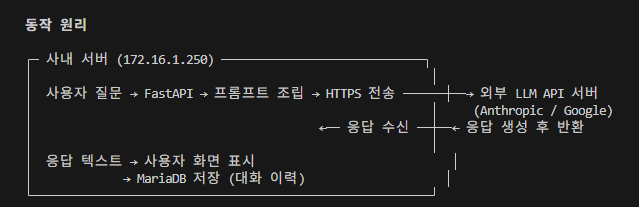 동작 원리
사내 서버 (172.16.1.250)
사용자 질문 → FastAPI → 프롬프트 조립 → HTTPS 전송 → 외부 LLM API 서버
(Anthropic / Google)
← 응답 수신 ← 응답 생성 후 반환
응답 텍스트 → 사용자 화면 표시
→ MariaDB 저장 (대화 이력)